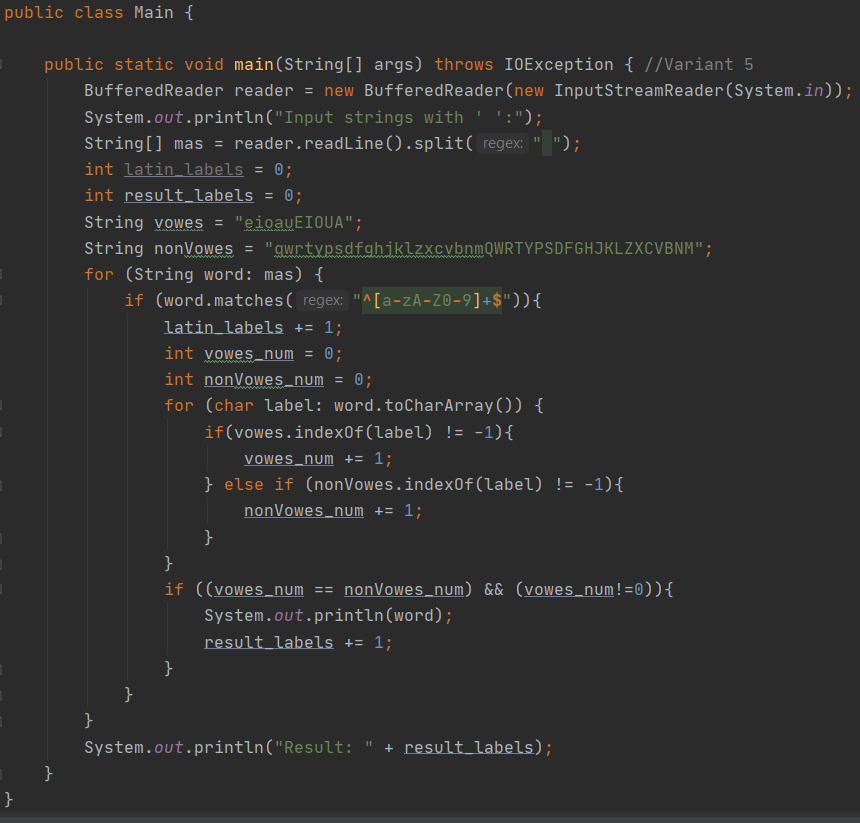 public class Main {
public static void main(String[] args) throws IOException { //Variant 5
BufferedReader reader = new BufferedReader(new InputStreamReader(System.in));
System.out.println("Input strings with ' ':");
String[] mas = reader.readLine().split( regex: " ");
int latin_labels = 0;
int result_labels = 0;
String vowes = "eioauEIOUA";
String nonVowes = "qwrtypsdfghjklzxcvbnmQWRTYPSDFGHJKLZXCVBNM";
for (String word: mas) {
if (word.matches( regex: "^[a-zA-Z0-9]+$")){
latin_labels += 1;
int vowes_num = 0;
int nonVowes_num = 0;
for (char label: word.toCharArray()) {
if(vowes.indexOf(label) != -1){
vowes_num += 1;
} else if (nonVowes.indexOf(label) != -1){
nonVowes_num += 1;
}
}
if ((vowes_num == nonVowes_num) && (vowes_num!=0)){
System.out.println(word);
result_labels += 1;
}
}
}
System.out.println("Result: " + result_labels);
}
}